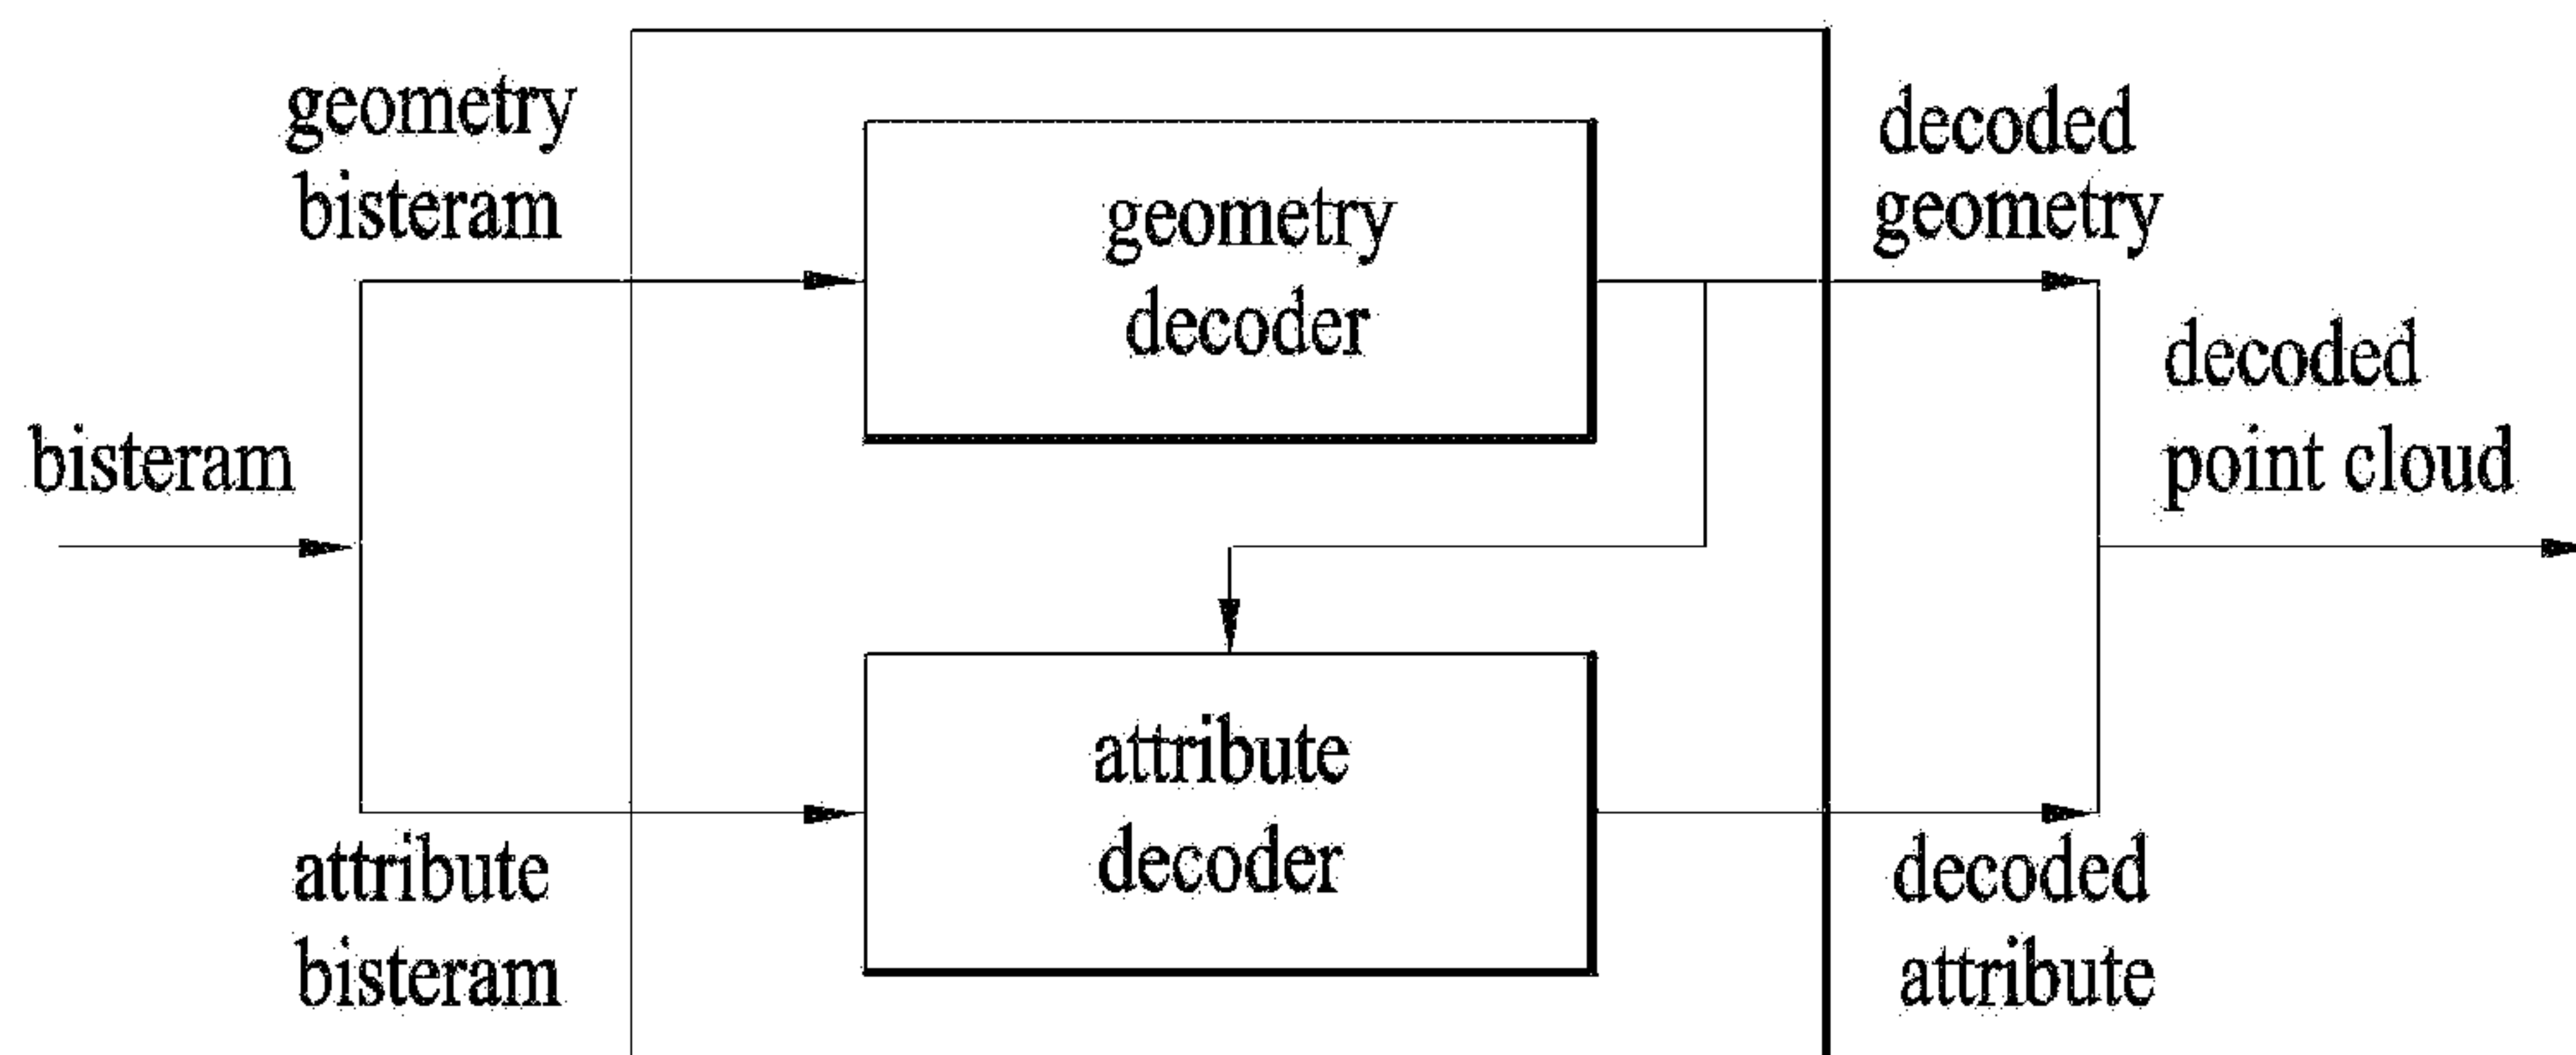 geometry
bisteram
geometry
decoder
decoded
geometry
bisteram
decoded
point cloud
attribute
decoder
attribute
bisteram
decoded
attribute